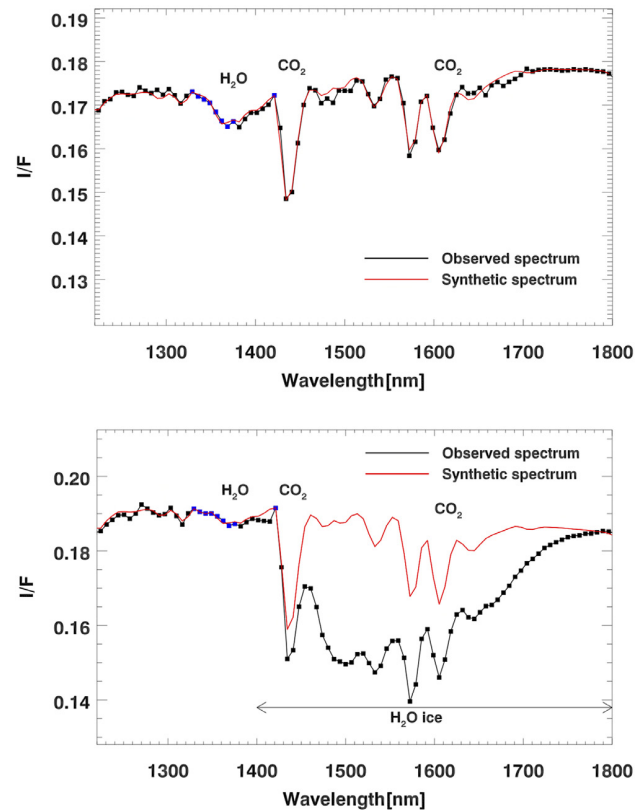 0.19
0.18
0.17
0.16
0.15
0.14
0.13
I/F
H₂O
CO₂
CO₂
Observed spectrum
Synthetic spectrum
1300 1400 1500 1600 1700 1800
Wavelength[nm]
0.20
0.18
0.16
0.14
I/F
Observed spectrum
Synthetic spectrum
H₂O
CO₂
CO₂
H₂O ice
1300 1400 1500 1600 1700 1800
Wavelength[nm]